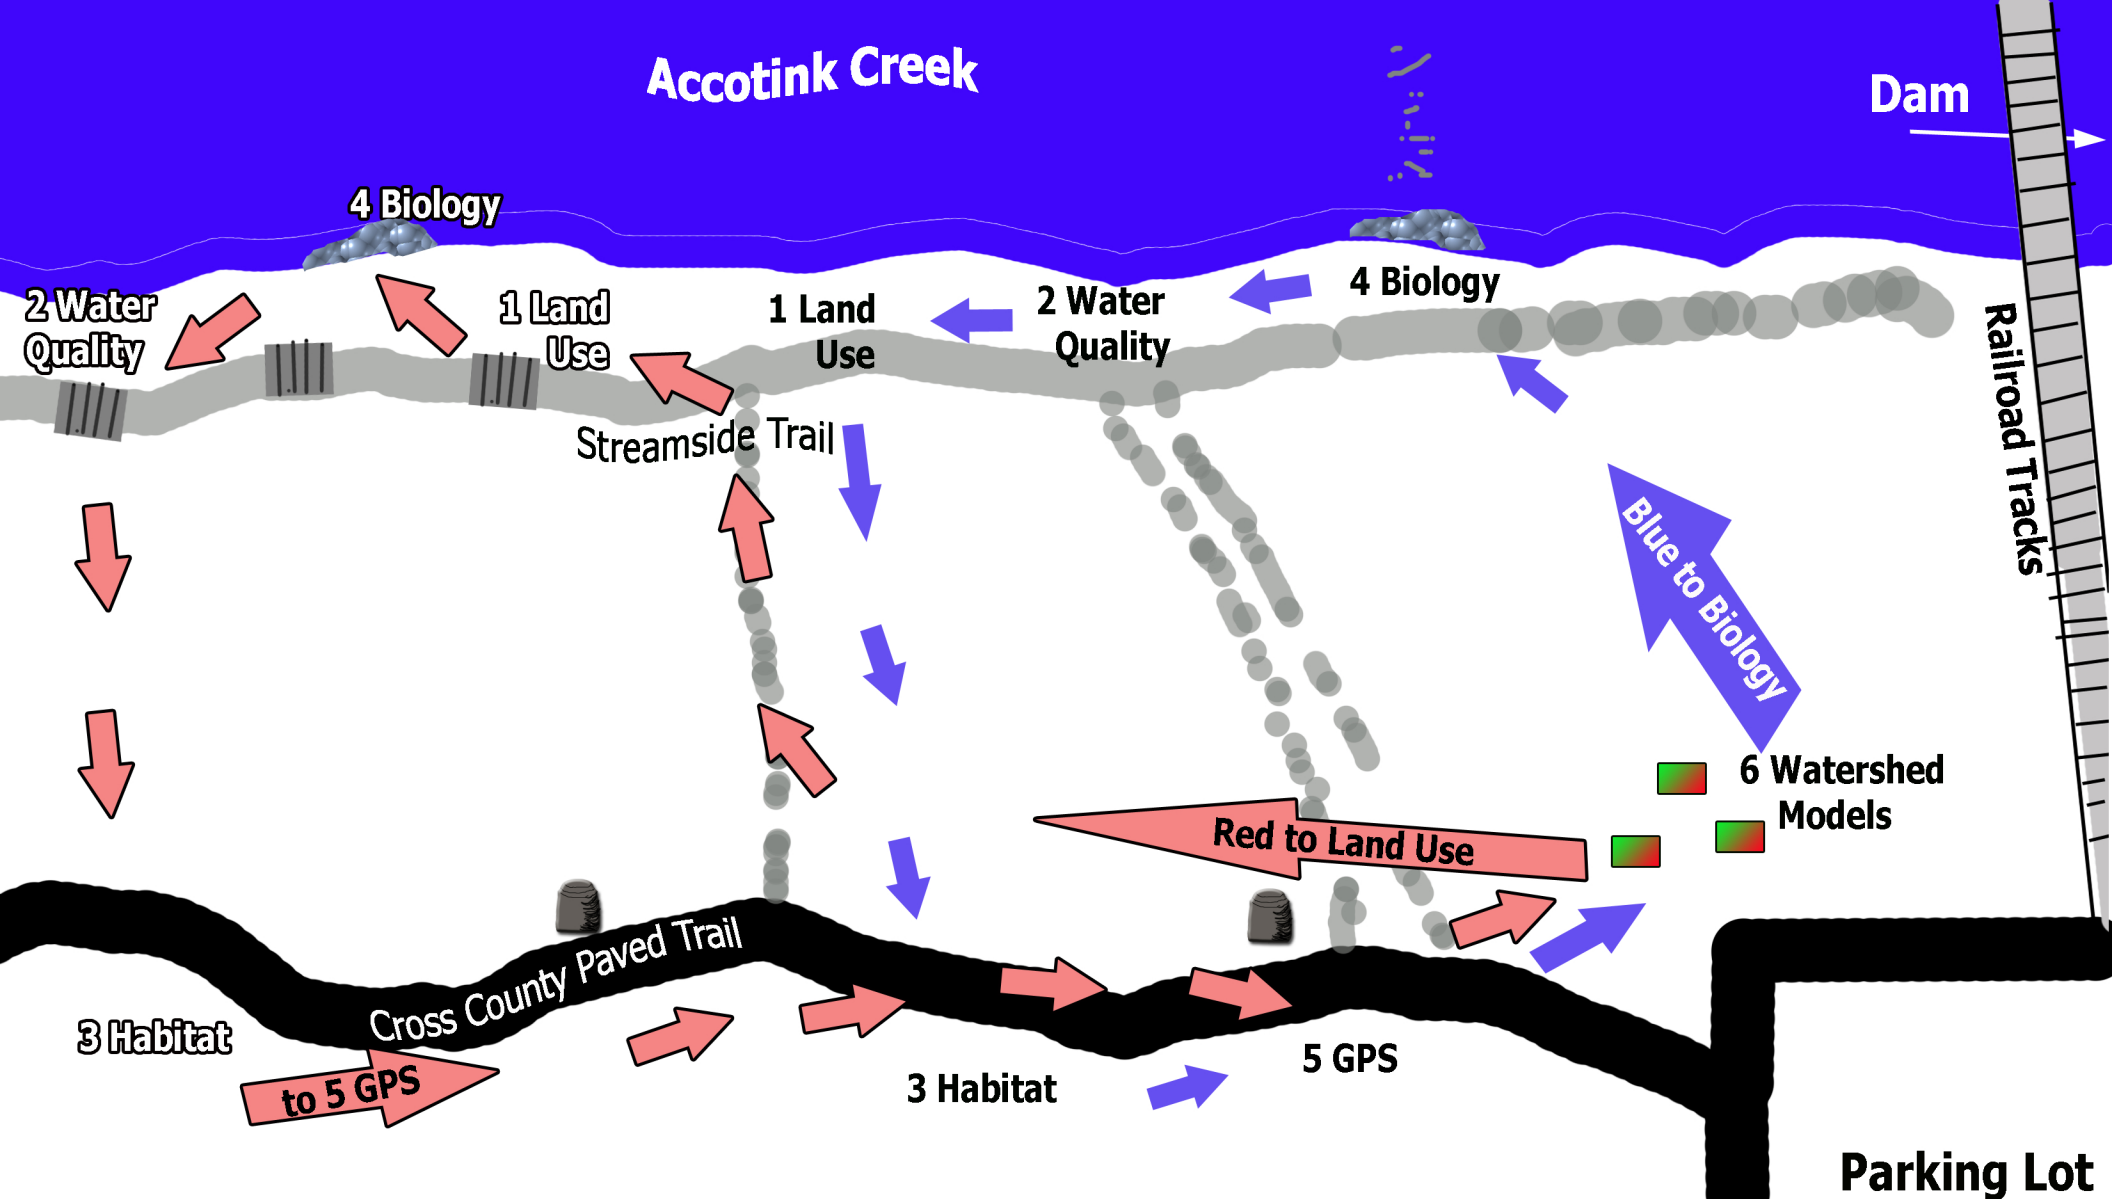 Accotink Creek
Dam
4 Biology
2 Water
Quality
1 Land
Use
1 Land
Use
2 Water
Quality
4 Biology
Streamside Trail
Railroad Tracks
Blue to Biology
6 Watershed
Models
Red to Land Use
Cross County Paved Trail
3 Habitat
to 5 GPS
3 Habitat
5 GPS
Parking Lot